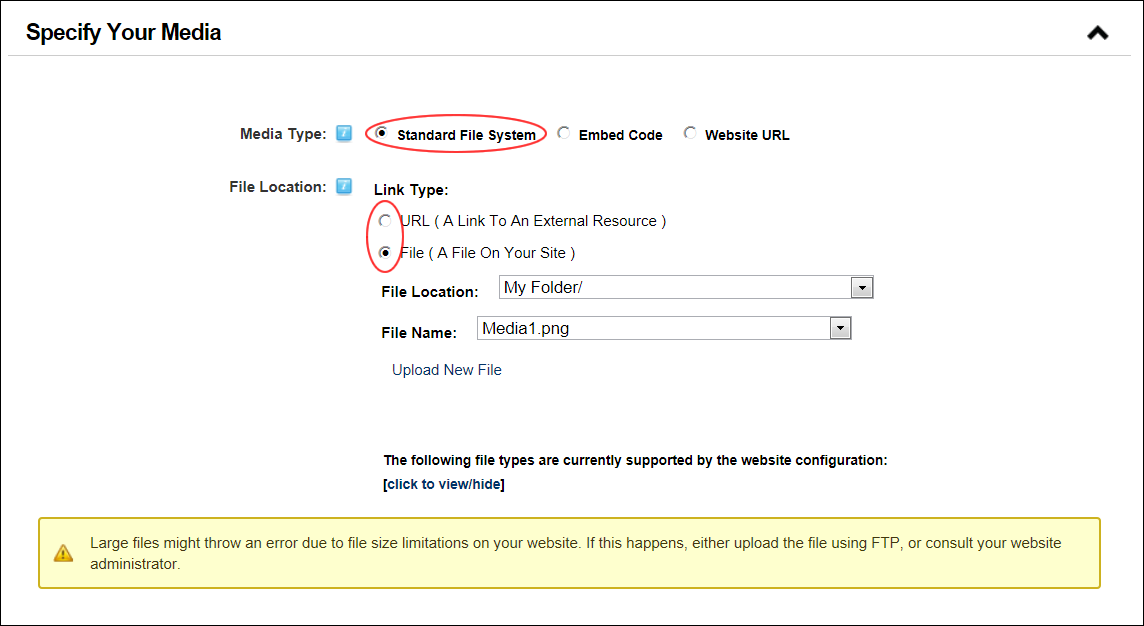 Specify Your Media
Media Type: Standard File System Embed Code Website URL
File Location: Link Type:
URL ( A Link To An External Resource )
File ( A File On Your Site )
File Location: My Folder/
File Name: Media1.png
Upload New File
The following file types are currently supported by the website configuration:
[click to view/hide]
Large files might throw an error due to file size limitations on your website. If this happens, either upload the file using FTP, or consult your website
administrator.